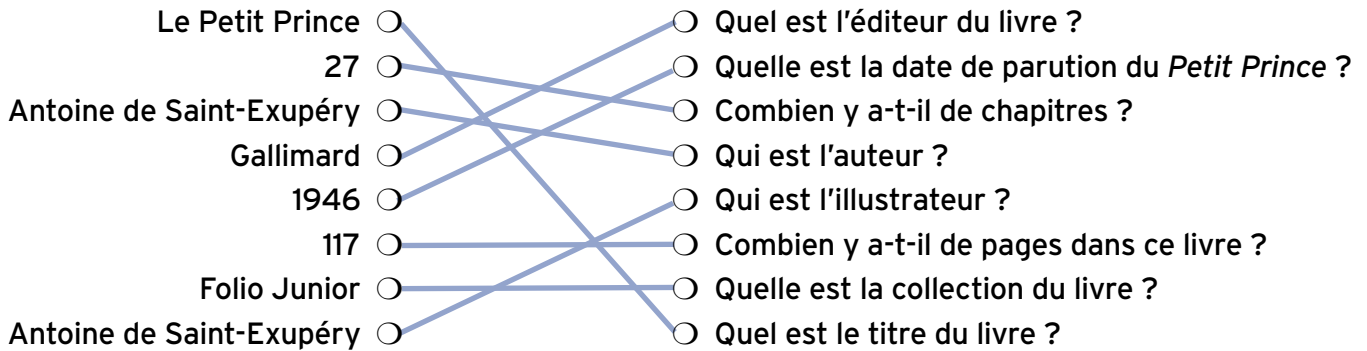 Le Petit Prince ❍ ❍ Quel est l’éditeur du livre ?
27 ❍ ❍ Quelle est la date de parution du Petit Prince ?
Antoine de Saint-Exupéry ❍ ❍ Combien y a-t-il de chapitres ?
Gallimard ❍ ❍ Qui est l’auteur ?
1946 ❍ ❍ Qui est l’illustrateur ?
117 ❍ ❍ Combien y a-t-il de pages dans ce livre ?
Folio Junior ❍ ❍ Quelle est la collection du livre ?
Antoine de Saint-Exupéry ❍ ❍ Quel est le titre du livre ?